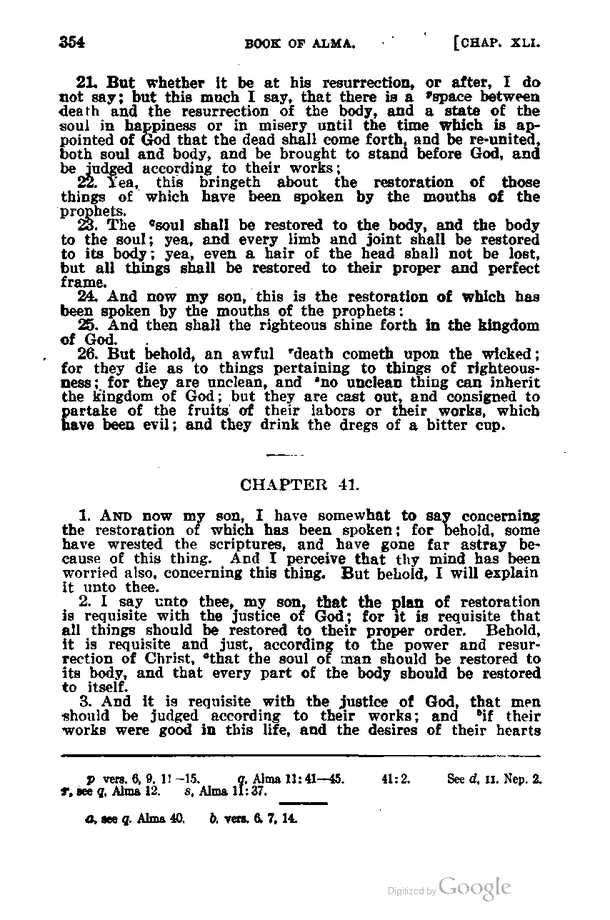 354 BOOK OF ALMA. [CHAP. XLI.
21. But whether it be at his resurrection, or after, I do
not say; but this much I say, that there is a ᵖspace between
death and the resurrection of the body, and a state of the
soul in happiness or in misery until the time which is ap-
pointed of God that the dead shall come forth, and be re-united,
both soul and body, and be brought to stand before God, and
be judged according to their works;
22. Yea, this bringeth about the restoration of those
things of which have been spoken by the mouths of the
prophets.
23. The qsoul shall be restored to the body, and the body
to the soul; yea, and every limb and joint shall be restored
to its body; yea, even a hair of the head shall not be lost,
but all things shall be restored to their proper and perfect
frame.
24. And now my son, this is the restoration of which has
been spoken by the mouths of the prophets:
25. And then shall the righteous shine forth in the kingdom
of God.
26. But behold, an awful ʳdeath cometh upon the wicked;
for they die as to things pertaining to things of righteous-
ness; for they are unclean, and ˢno unclean thing can inherit
the kingdom of God; but they are cast out, and consigned to
partake of the fruits of their labors or their works, which
have been evil; and they drink the dregs of a bitter cup.
CHAPTER 41.
1. AND now my son, I have somewhat to say concerning
the restoration of which has been spoken; for behold, some
have wrested the scriptures, and have gone far astray be-
cause of this thing. And I perceive that thy mind has been
worried also, concerning this thing. But behold, I will explain
it unto thee.
2. I say unto thee, my son, that the plan of restoration
is requisite with the justice of God; for it is requisite that
all things should be restored to their proper order. Behold,
it is requisite and just, according to the power and resur-
rection of Christ, ᵃthat the soul of man should be restored to
its body, and that every part of the body should be restored
to itself.
3. And it is requisite with the justice of God, that men
should be judged according to their works; and ᵇif their
works were good in this life, and the desires of their hearts
p vers. 6, 9, 11—15. q, Alma 11:41—45. 41:2. See d, II. Nep. 2.
r, see q, Alma 12. s, Alma 11:37.
a, see q. Alma 40. b. vers. 6, 7, 14.
Digitized by Google